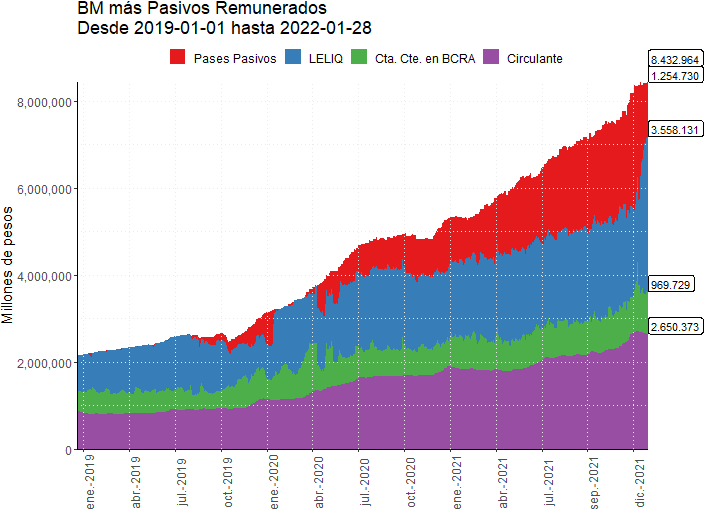 BM más Pasivos Remunerados
Desde 2019-01-01 hasta 2022-01-28
Pases Pasivos LELIQ Cta. Cte. en BCRA Circulante
8.432.964
1.254.730
3.558.131
969.729
2.650.373
Millones de pesos
8,000,000
6,000,000
4,000,000
2,000,000
0
ene.-2019
abr.-2019
jul.-2019
oct.-2019
ene.-2020
abr.-2020
jul.-2020
oct.-2020
ene.-2021
abr.-2021
jul.-2021
sep.-2021
dic.-2021